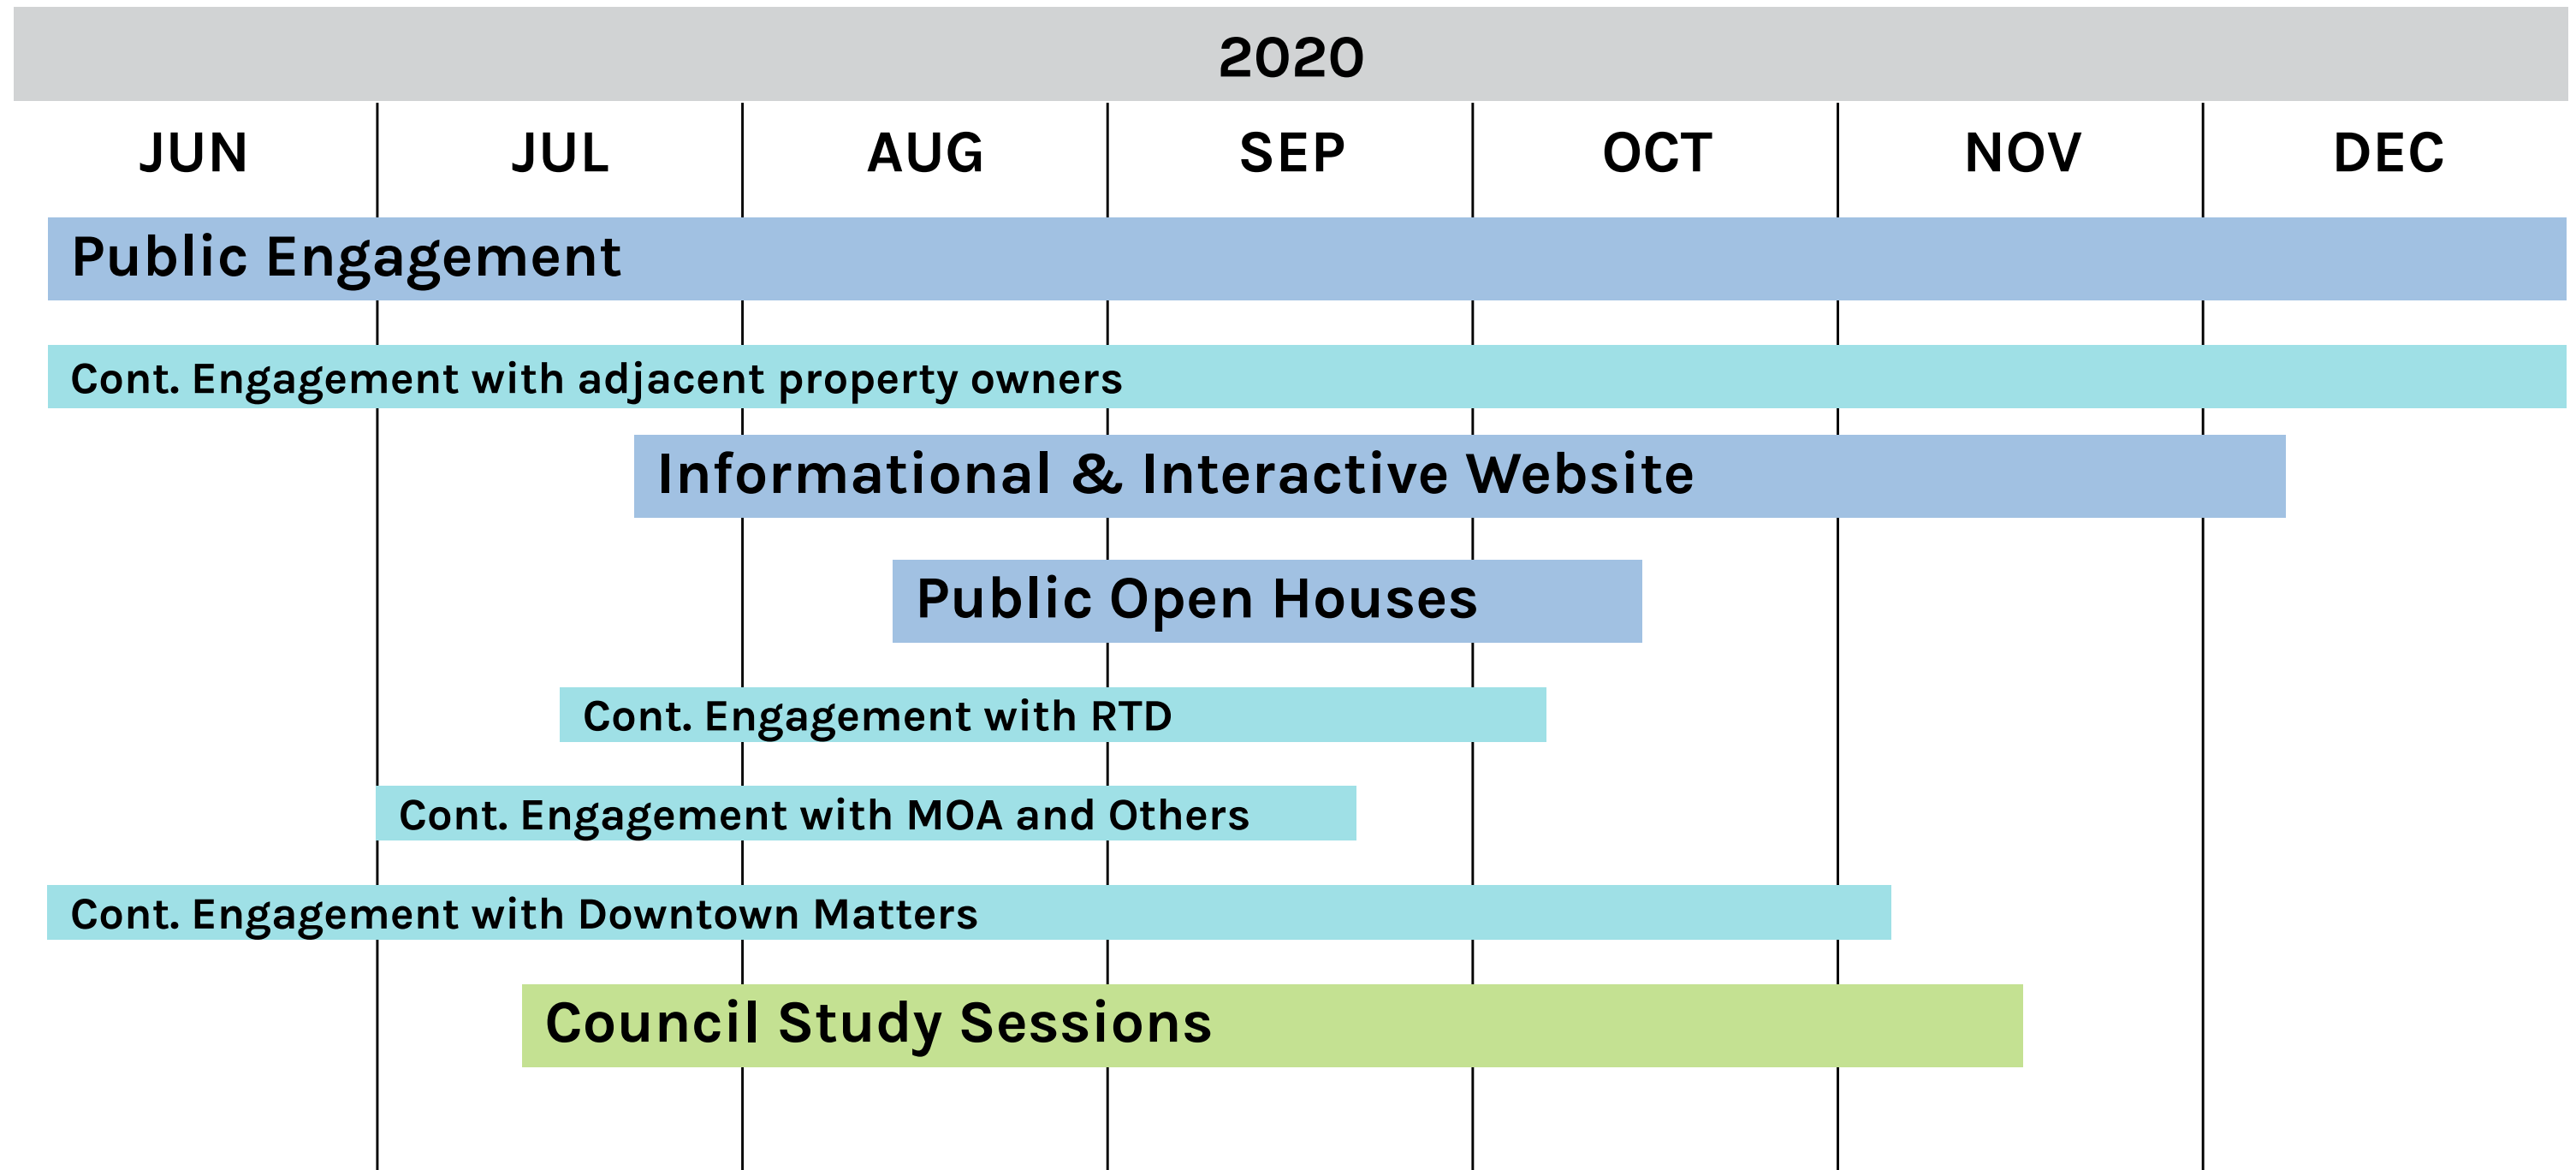 2020
JUN JUL AUG SEP OCT NOV DEC
Public Engagement
Cont. Engagement with adjacent property owners
Informational & Interactive Website
Public Open Houses
Cont. Engagement with RTD
Cont. Engagement with MOA and Others
Cont. Engagement with Downtown Matters
Council Study Sessions